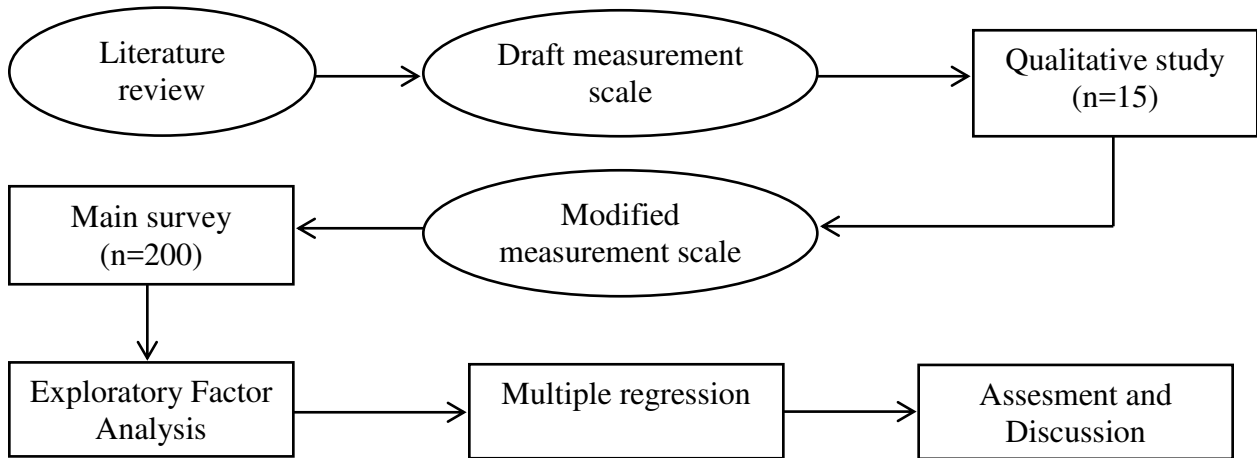 Literature
review
Draft measurement
scale
Qualitative study
(n=15)
Modified
measurement scale
Main survey
(n=200)
Exploratory Factor
Analysis
Multiple regression
Assesment and
Discussion